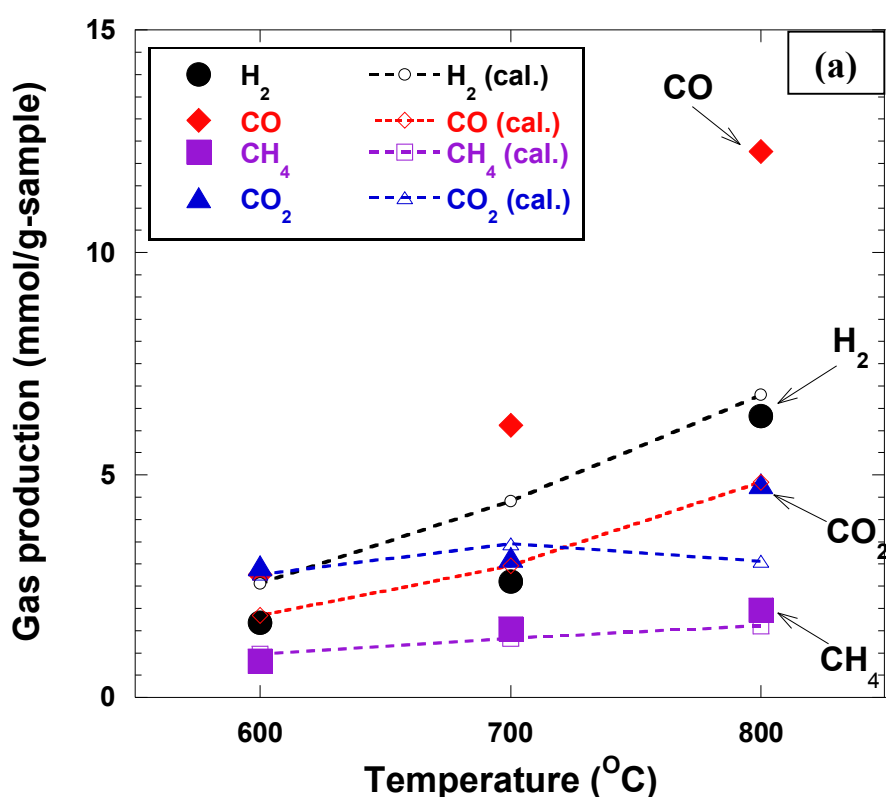 15
(a)
H2
H2 (cal.)
CO
CO
CO (cal.)
CH4
CH4 (cal.)
CO2
CO2 (cal.)
10
H2
5
CO2
CH4
0
600
700
800
Gas production (mmol/g-sample)
Temperature (OC)